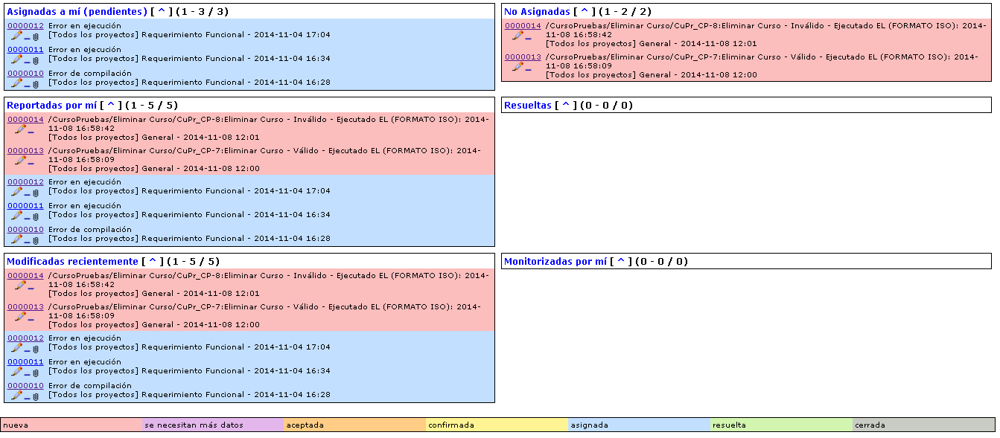 Asignadas a mí (pendientes) [ ^ ] (1 - 3 / 3)
0000012 Error en ejecución
[Todos los proyectos] Requerimiento Funcional - 2014-11-04 17:04
0000011 Error en ejecución
[Todos los proyectos] Requerimiento Funcional - 2014-11-04 16:34
0000010 Error de compilación
[Todos los proyectos] Requerimiento Funcional - 2014-11-04 16:28
No Asignadas [ ^ ] (1 - 2 / 2)
0000014 /CursoPruebas/Eliminar Curso/CuPr_CP-8:Eliminar Curso - Inválido - Ejecutado EL (FORMATO ISO): 2014-
11-08 16:58:42
[Todos los proyectos] General - 2014-11-08 12:01
0000013 /CursoPruebas/Eliminar Curso/CuPr_CP-7:Eliminar Curso - Válido - Ejecutado EL (FORMATO ISO): 2014-
11-08 16:58:09
[Todos los proyectos] General - 2014-11-08 12:00
Reportadas por mí [ ^ ] (1 - 5 / 5)
0000014 /CursoPruebas/Eliminar Curso/CuPr_CP-8:Eliminar Curso - Inválido - Ejecutado EL (FORMATO ISO): 2014-
11-08 16:58:42
[Todos los proyectos] General - 2014-11-08 12:01
0000013 /CursoPruebas/Eliminar Curso/CuPr_CP-7:Eliminar Curso - Válido - Ejecutado EL (FORMATO ISO): 2014-
11-08 16:58:09
[Todos los proyectos] General - 2014-11-08 12:00
0000012 Error en ejecución
[Todos los proyectos] Requerimiento Funcional - 2014-11-04 17:04
0000011 Error en ejecución
[Todos los proyectos] Requerimiento Funcional - 2014-11-04 16:34
0000010 Error de compilación
[Todos los proyectos] Requerimiento Funcional - 2014-11-04 16:28
Resueltas [ ^ ] (0 - 0 / 0)
Modificadas recientemente [ ^ ] (1 - 5 / 5)
0000014 /CursoPruebas/Eliminar Curso/CuPr_CP-8:Eliminar Curso - Inválido - Ejecutado EL (FORMATO ISO): 2014-
11-08 16:58:42
[Todos los proyectos] General - 2014-11-08 12:01
0000013 /CursoPruebas/Eliminar Curso/CuPr_CP-7:Eliminar Curso - Válido - Ejecutado EL (FORMATO ISO): 2014-
11-08 16:58:09
[Todos los proyectos] General - 2014-11-08 12:00
0000012 Error en ejecución
[Todos los proyectos] Requerimiento Funcional - 2014-11-04 17:04
0000011 Error en ejecución
[Todos los proyectos] Requerimiento Funcional - 2014-11-04 16:34
0000010 Error de compilación
[Todos los proyectos] Requerimiento Funcional - 2014-11-04 16:28
Monitorizadas por mí [ ^ ] (0 - 0 / 0)
nueva se necesitan más datos aceptada confirmada asignada resuelta cerrada